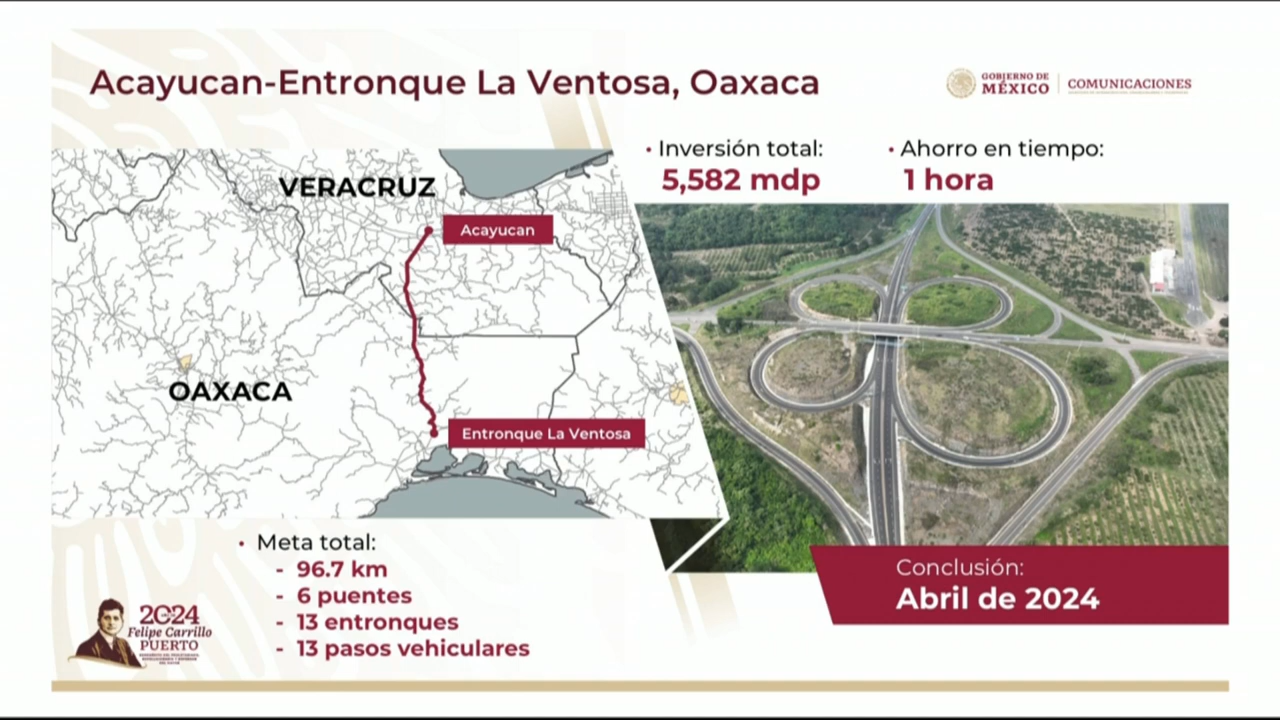 Acayucan-Entronque La Ventosa, Oaxaca
GOBIERNO DE
MÉXICO
COMUNICACIONES
• Inversión total:
5,582 mdp
• Ahorro en tiempo:
1 hora
VERACRUZ
Acayucan
OAXACA
Entronque La Ventosa
• Meta total:
- 96.7 km
- 6 puentes
- 13 entronques
- 13 pasos vehiculares
Conclusión:
Abril de 2024
2024
Felipe Carrillo
PUERTO